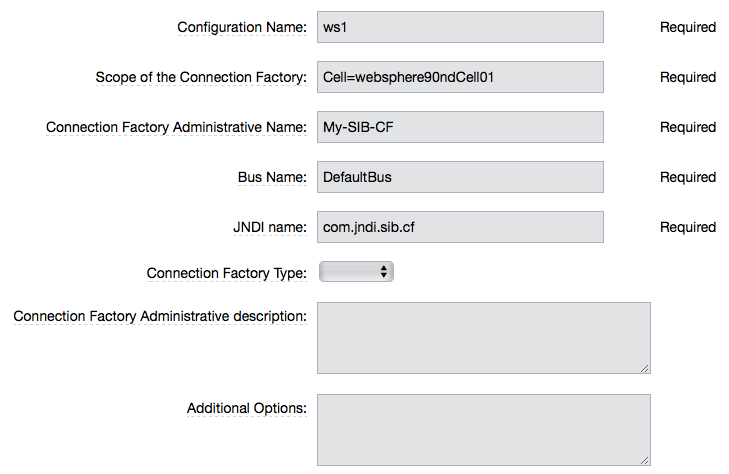 Configuration Name: ws1 Required
Scope of the Connection Factory: Cell=websphere90ndCell01 Required
Connection Factory Administrative Name: My-SIB-CF Required
Bus Name: DefaultBus Required
JNDI name: com.jndi.sib.cf Required
Connection Factory Type:
Connection Factory Administrative description:
Additional Options: